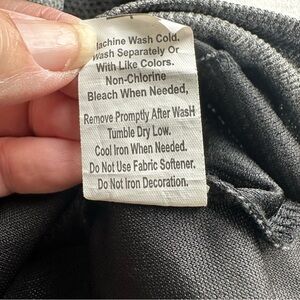 Machine Wash Cold.
Wash Separately Or
With Like Colors.
Non-Chlorine
Bleach When Needed,
Remove Promptly After WasH
Tumble Dry Low.
Cool Iron When Needed.
Do Not Use Fabric Softener.
Do Not Iron Decoration.